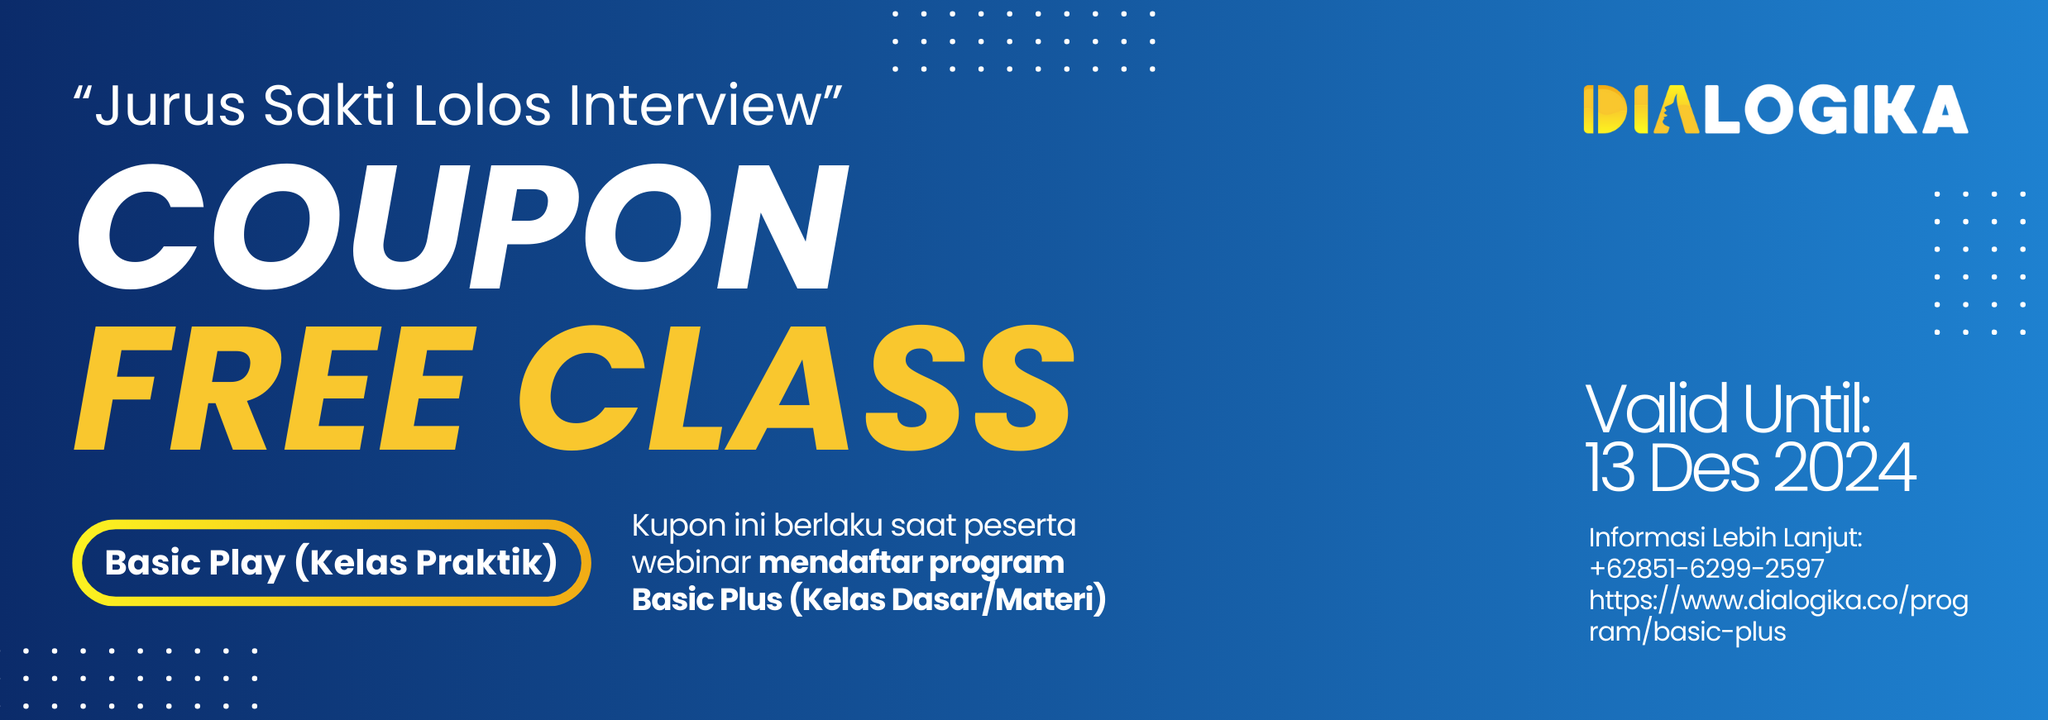 “Jurus Sakti Lolos Interview”
COUPON
FREE CLASS
Basic Play (Kelas Praktik)
Kupon ini berlaku saat peserta
webinar mendaftar program
Basic Plus (Kelas Dasar/Materi)
DIALOGIKA
Valid Until:
13 Des 2024
Informasi Lebih Lanjut:
+62851-6299-2597
https://www.dialogika.co/prog
ram/basic-plus